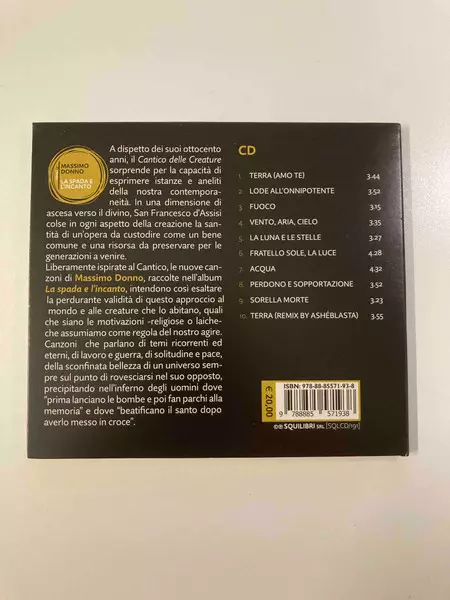 MASSIMO
DONNO
LA SPADA E
L'INCANTO
A dispetto dei suoi ottocento
anni, il Cantico delle Creature
sorprende per la capacità di
esprimere istanze e aneliti
della nostra contempora-
neità. In una dimensione di
ascesa verso il divino, San Francesco d'Assisi
colse in ogni aspetto della creazione la san-
tità di un'opera da custodire come un bene
comune e una risorsa da preservare per le
generazioni a venire.
Liberamente ispirate al Cantico, le nuove can-
zoni di Massimo Donno, raccolte nell'album
La spada e l'incanto, intendono così esaltare
la perdurante validità di questo approccio al
mondo e alle creature che lo abitano, quali
che siano le motivazioni -religiose o laiche-
che assumiamo come regola del nostro agire.
Canzoni che parlano di temi ricorrenti ed
eterni, di lavoro e guerra, di solitudine e pace,
della sconfinata bellezza di un universo sempre
sul punto di rovesciarsi nel suo opposto,
precipitando nell'inferno degli uomini dove
"prima lanciano le bombe e poi fan parchi alla
memoria" e dove "beatificano il santo dopo
averlo messo in croce".
CD
1. TERRA (AMO TE) 3.44
2. LODE ALL'ONNIPOTENTE 3.52
3. FUOCO 3.15
4. VENTO, ARIA, CIELO 3.35
5. LA LUNA E LE STELLE 3.27
6. FRATELLO SOLE, LA LUCE 4.28
7. ACQUA 4.32
8. PERDONO E SOPPORTAZIONE 3.52
9. SORELLA MORTE 3.23
10. TERRA (REMIX BY ASHÉBLASTA) 3.55
€ 20,00
ISBN: 978-88-85571-93-8
9 788885 571938
©℗ SQUILIBRI SRL [SQLCD191]